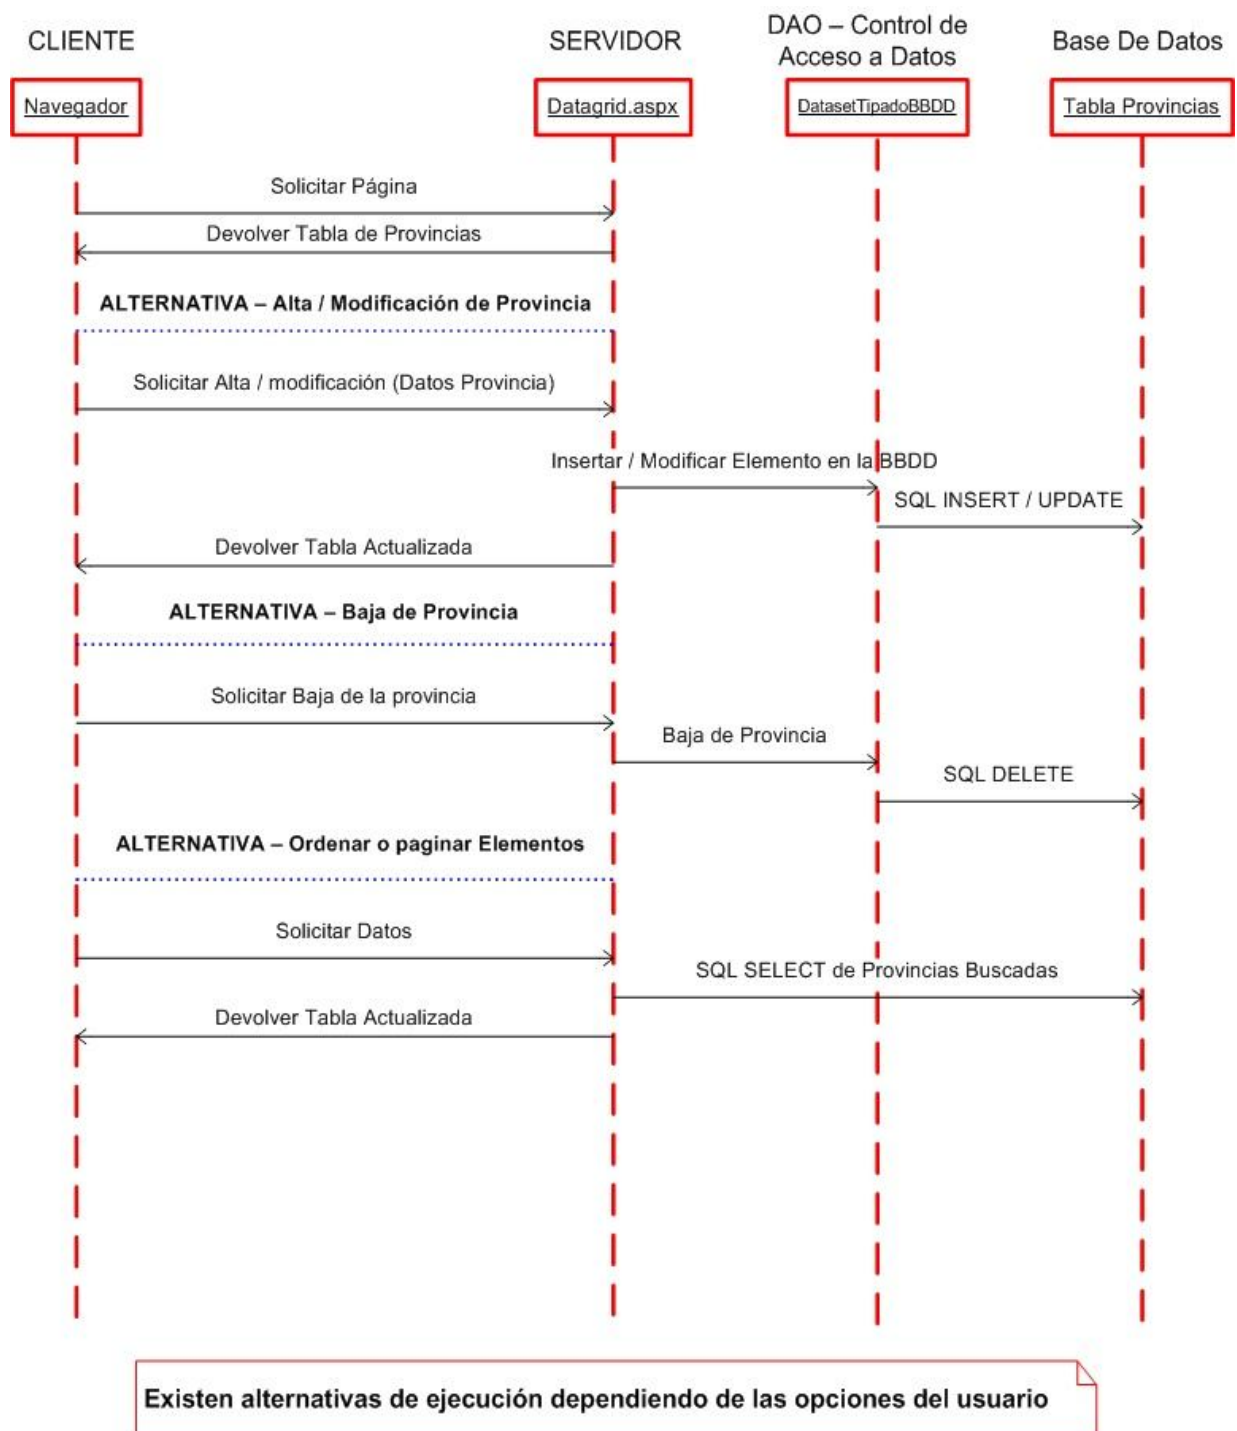 CLIENTE
SERVIDOR
DAO – Control de
Acceso a Datos
Base De Datos
Navegador
Datagrid.aspx
DatasetTipadoBBDD
Tabla Provincias
Solicitar Página
Devolver Tabla de Provincias
ALTERNATIVA – Alta / Modificación de Provincia
Solicitar Alta / modificación (Datos Provincia)
Insertar / Modificar Elemento en la BBDD
SQL INSERT / UPDATE
Devolver Tabla Actualizada
ALTERNATIVA – Baja de Provincia
Solicitar Baja de la provincia
Baja de Provincia
SQL DELETE
ALTERNATIVA – Ordenar o paginar Elementos
Solicitar Datos
SQL SELECT de Provincias Buscadas
Devolver Tabla Actualizada
Existen alternativas de ejecución dependiendo de las opciones del usuario